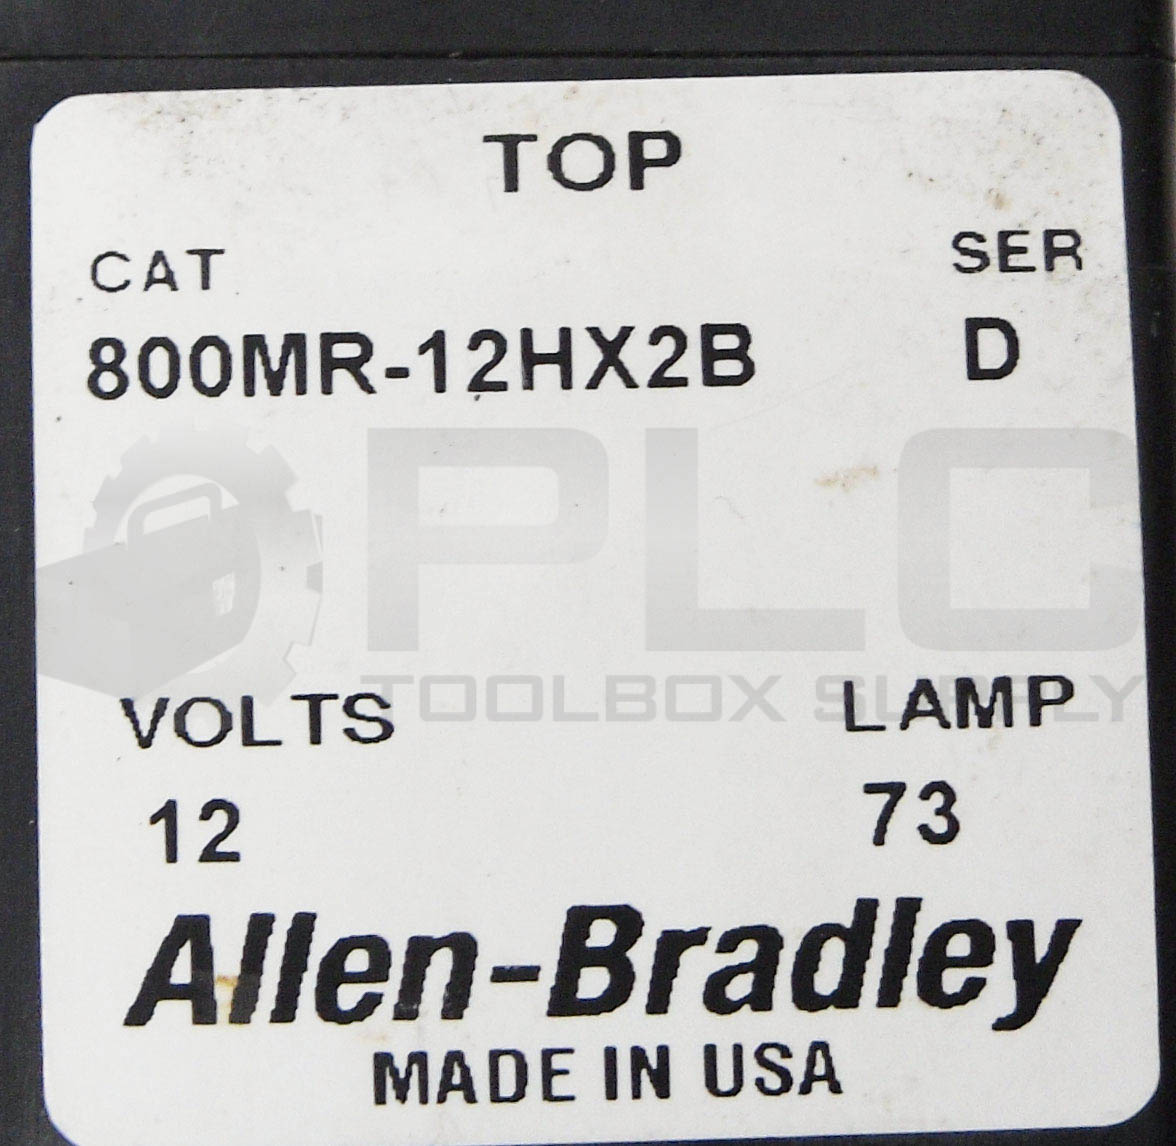 TOP
CAT SER
800MR-12HX2B D
PLC
TOOLBOX SUPPLY
VOLTS LAMP
12 73
Allen-Bradley
MADE IN USA